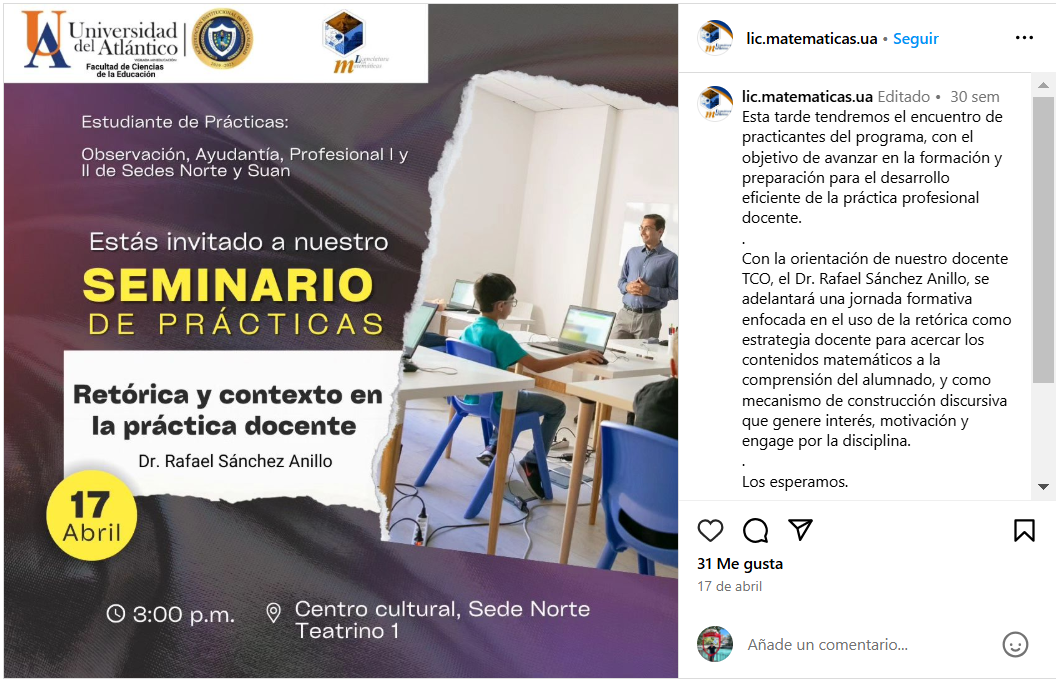 Universidad
del Atlántico
Facultad de Ciencias
de la Educación
Licenciatura
en Matemáticas
Estudiante de Prácticas:
Observación, Ayudantía, Profesional I y
II de Sedes Norte y Suan
Estás invitado a nuestro
SEMINARIO
DE PRÁCTICAS
Retórica y contexto en
la práctica docente
Dr. Rafael Sánchez Anillo
17
Abril
3:00 p.m.
Centro cultural, Sede Norte
Teatrino 1
lic.matematicas.ua • Seguir
lic.matematicas.ua Editado • 30 sem
Esta tarde tendremos el encuentro de
practicantes del programa, con el
objetivo de avanzar en la formación y
preparación para el desarrollo
eficiente de la práctica profesional
docente.
.
Con la orientación de nuestro docente
TCO, el Dr. Rafael Sánchez Anillo, se
adelantará una jornada formativa
enfocada en el uso de la retórica como
estrategia docente para acercar los
contenidos matemáticos a la
comprensión del alumnado, y como
mecanismo de construcción discursiva
que genere interés, motivación y
engage por la disciplina.
.
Los esperamos.
31 Me gusta
17 de abril
Añade un comentario...